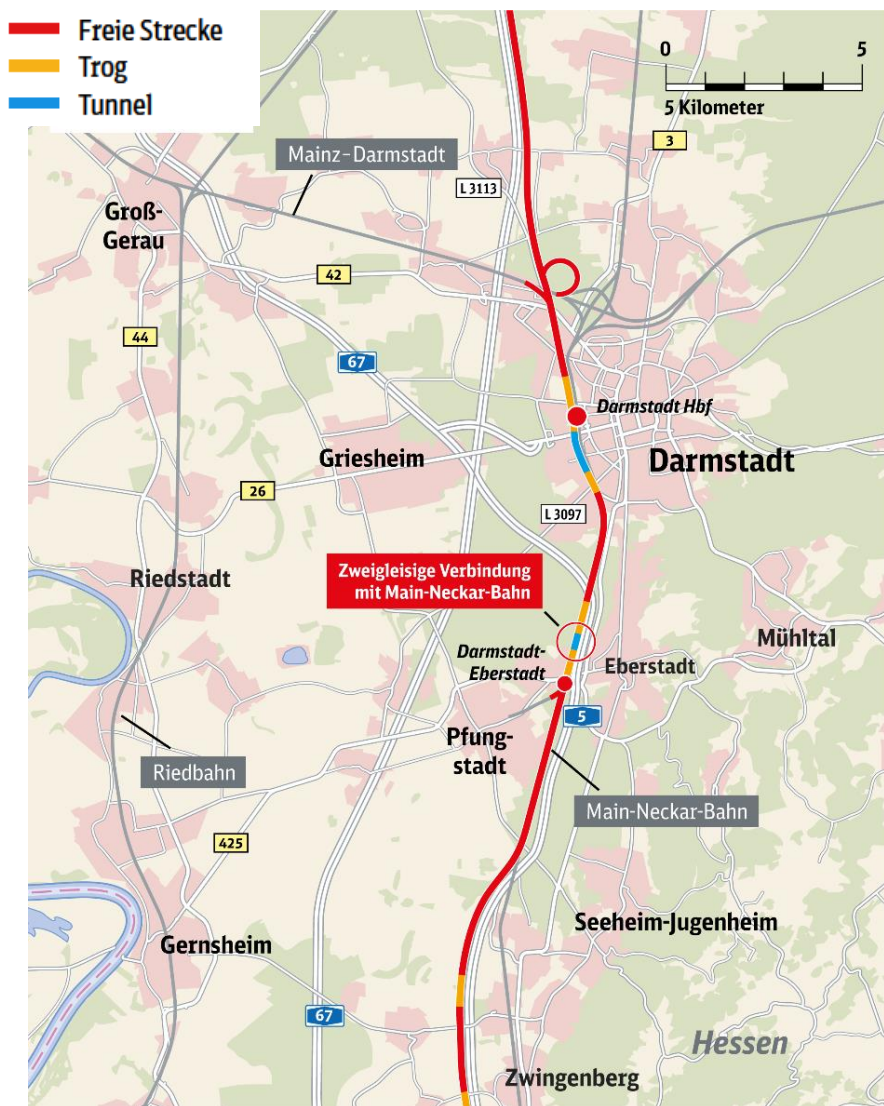 Freie Strecke
Trog
Tunnel
0 5
5 Kilometer
3
Mainz–Darmstadt
L 3113
Groß-
Gerau
42
44
67
Darmstadt Hbf
Griesheim
Darmstadt
26
L 3097
Zweigleisige Verbindung
mit Main-Neckar-Bahn
Riedstadt
Mühltal
Darmstadt-
Eberstadt
Eberstadt
5
Pfung-
stadt
Riedbahn
Main-Neckar-Bahn
425
Seeheim-Jugenheim
Gernsheim
67
Hessen
Zwingenberg